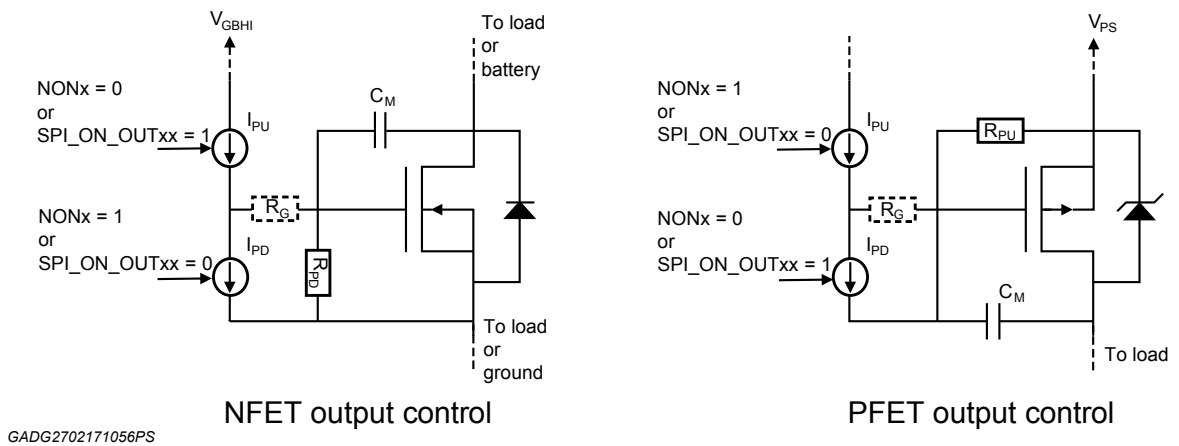 V_GBHI
To load
or
battery
NONx = 0
or
SPI_ON_OUTxx = 1
I_PU
C_M
R_G
NONx = 1
or
SPI_ON_OUTxx = 0
I_PD
R_PD
To load
or
ground
NFET output control
V_PS
NONx = 1
or
SPI_ON_OUTxx = 0
I_PU
R_PU
R_G
NONx = 0
or
SPI_ON_OUTxx = 1
I_PD
C_M
To load
PFET output control
GADG2702171056PS